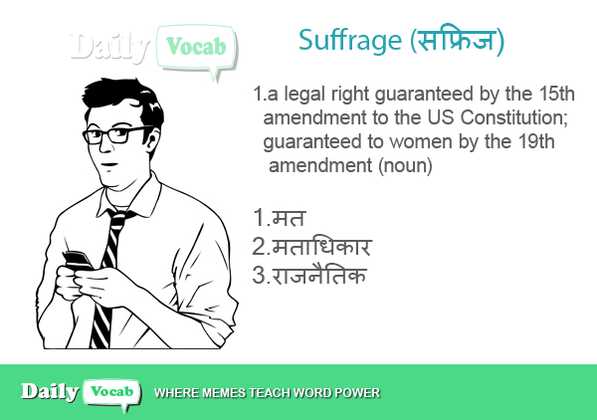 Daily Vocab
Suffrage (सफ्रिज)
1.a legal right guaranteed by the 15th
amendment to the US Constitution;
guaranteed to women by the 19th
amendment (noun)
1.मत
2.मताधिकार
3.राजनैतिक
Daily Vocab WHERE MEMES TEACH WORD POWER